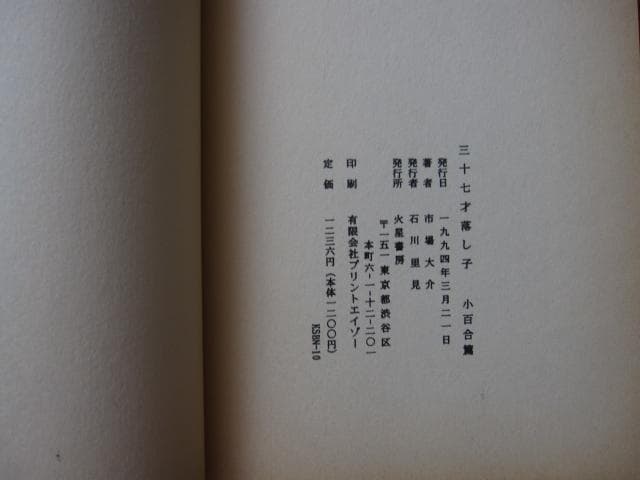 三十七才落し子　小百合篇
発行日　一九九四年三月二一日
著者　市場大介
発行者　石川里見
発行所　火星書房
〒一五一東京都渋谷区
本町六-一-十二-二〇一
印刷　有限会社プリントエイゾー
定価　一二三六円（本体一二〇〇円）
KSBN-10